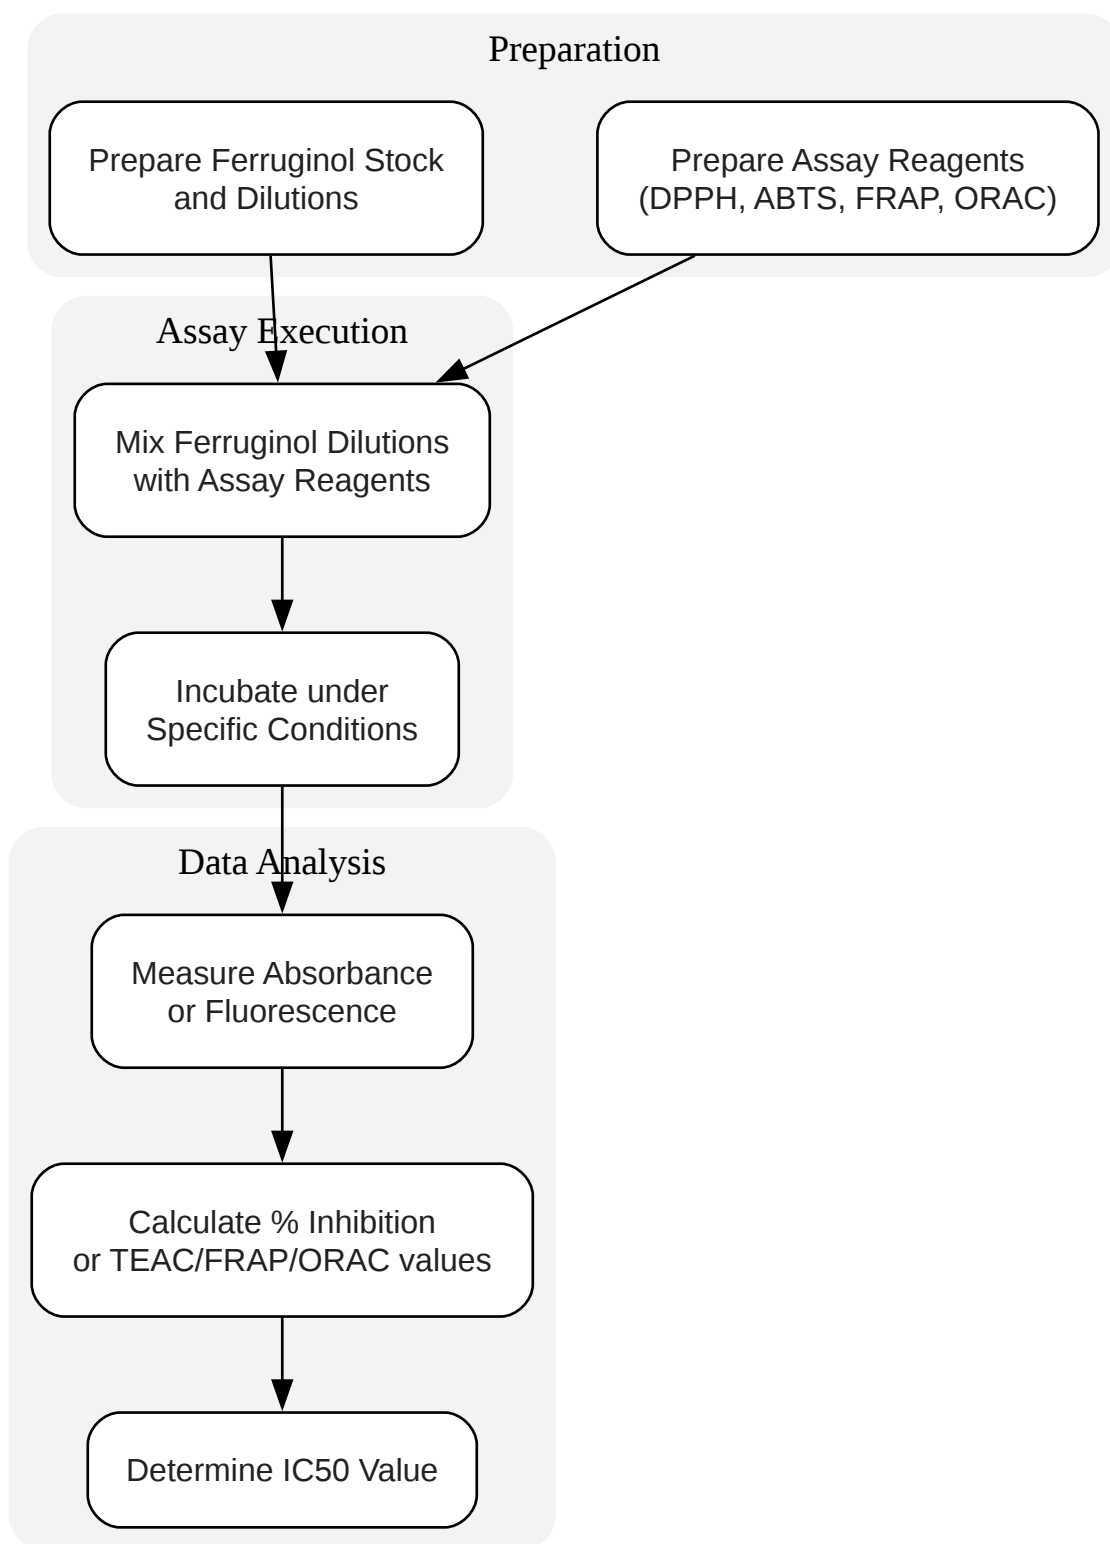 Preparation
Prepare Ferruginol Stock
and Dilutions
Prepare Assay Reagents
(DPPH, ABTS, FRAP, ORAC)
Assay Execution
Mix Ferruginol Dilutions
with Assay Reagents
Incubate under
Specific Conditions
Data Analysis
Measure Absorbance
or Fluorescence
Calculate % Inhibition
or TEAC/FRAP/ORAC values
Determine IC50 Value